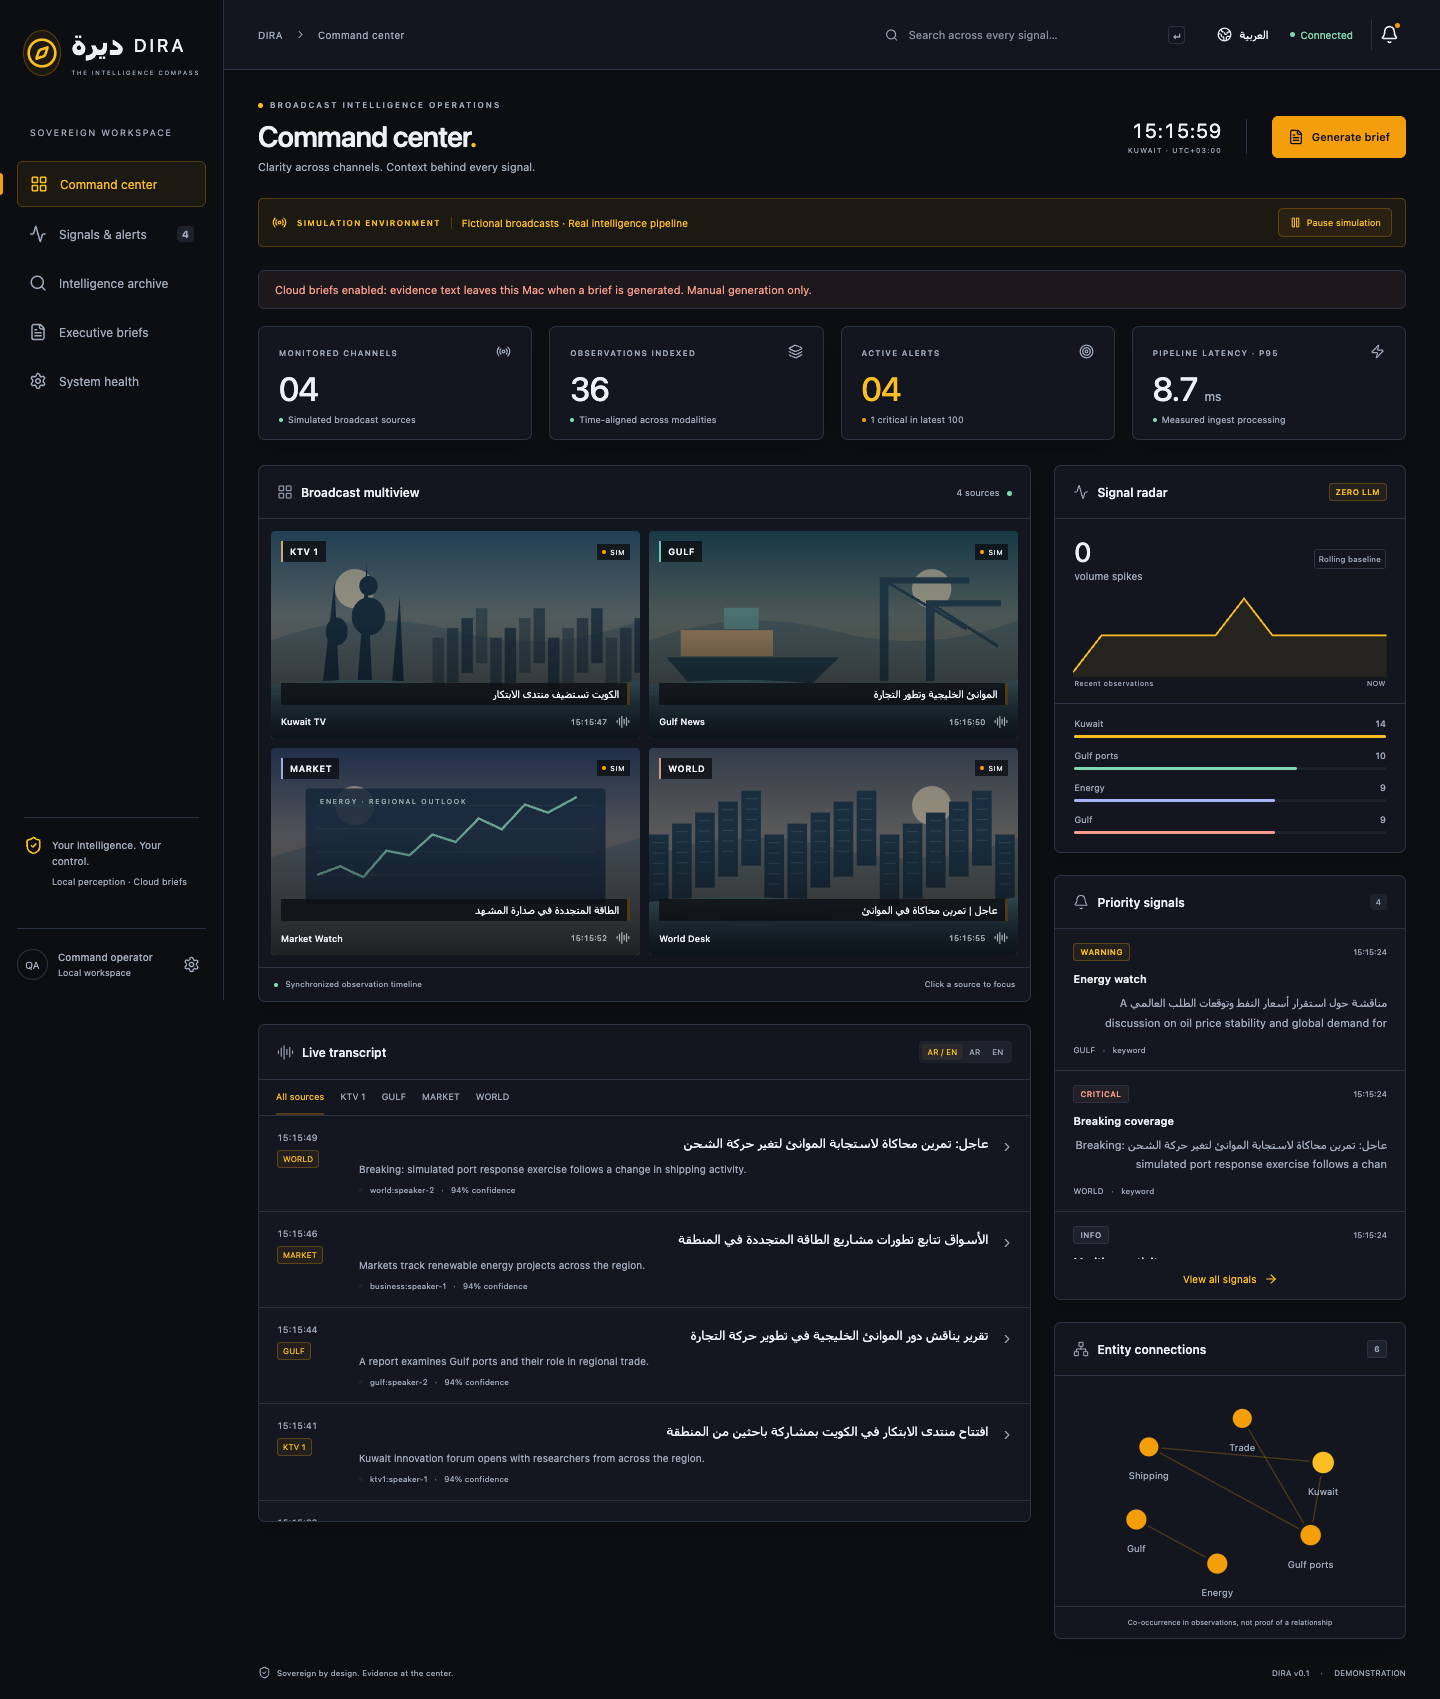 ديرة DIRA
THE INTELLIGENCE COMPASS
SOVEREIGN WORKSPACE
Command center
Signals & alerts 4
Intelligence archive
Executive briefs
System health
Your intelligence. Your
control.
Local perception · Cloud briefs
QA
Command operator
Local workspace
DIRA > Command center
Search across every signal...
العربية
Connected
BROADCAST INTELLIGENCE OPERATIONS
Command center.
Clarity across channels. Context behind every signal.
15:15:59
KUWAIT · UTC+03:00
Generate brief
SIMULATION ENVIRONMENT | Fictional broadcasts · Real intelligence pipeline
Pause simulation
Cloud briefs enabled: evidence text leaves this Mac when a brief is generated. Manual generation only.
MONITORED CHANNELS
04
Simulated broadcast sources
OBSERVATIONS INDEXED
36
Time-aligned across modalities
ACTIVE ALERTS
04
1 critical in latest 100
PIPELINE LATENCY · P95
8.7 ms
Measured ingest processing
Broadcast multiview
4 sources
KTV 1
SIM
الكويت تستضيف منتدى الابتكار
Kuwait TV 15:15:47
GULF
SIM
الموانئ الخليجية وتطور التجارة
Gulf News 15:15:50
MARKET
SIM
ENERGY · REGIONAL OUTLOOK
الطاقة المتجددة في صدارة المشهد
Market Watch 15:15:52
WORLD
SIM
عاجل | تمرين محاكاة في الموانئ
World Desk 15:15:55
Synchronized observation timeline
Click a source to focus
Live transcript
AR / EN AR EN
All sources KTV 1 GULF MARKET WORLD
15:15:49
WORLD
عاجل: تمرين محاكاة لاستجابة الموانئ لتغير حركة الشحن
Breaking: simulated port response exercise follows a change in shipping activity.
world:speaker-2 · 94% confidence
15:15:46
MARKET
الأسواق تتابع تطورات مشاريع الطاقة المتجددة في المنطقة
Markets track renewable energy projects across the region.
business:speaker-1 · 94% confidence
15:15:44
GULF
تقرير يناقش دور الموانئ الخليجية في تطوير حركة التجارة
A report examines Gulf ports and their role in regional trade.
gulf:speaker-2 · 94% confidence
15:15:41
KTV 1
افتتاح منتدى الابتكار في الكويت بمشاركة باحثين من المنطقة
Kuwait innovation forum opens with researchers from across the region.
ktv1:speaker-1 · 94% confidence
Signal radar
ZERO LLM
0
volume spikes
Rolling baseline
Recent observations NOW
Kuwait 14
Gulf ports 10
Energy 9
Gulf 9
Priority signals 4
WARNING 15:15:24
Energy watch
مناقشة حول استقرار أسعار النفط وتوقعات الطلب العالمي A
discussion on oil price stability and global demand for
GULF · keyword
CRITICAL 15:15:24
Breaking coverage
عاجل: تمرين محاكاة لاستجابة الموانئ لتغير حركة الشحن Breaking:
simulated port response exercise follows a chan
WORLD · keyword
INFO 15:15:24
View all signals
Entity connections 6
Trade
Shipping
Kuwait
Gulf
Gulf ports
Energy
Co-occurrence in observations, not proof of a relationship
Sovereign by design. Evidence at the center.
DIRA v0.1 · DEMONSTRATION